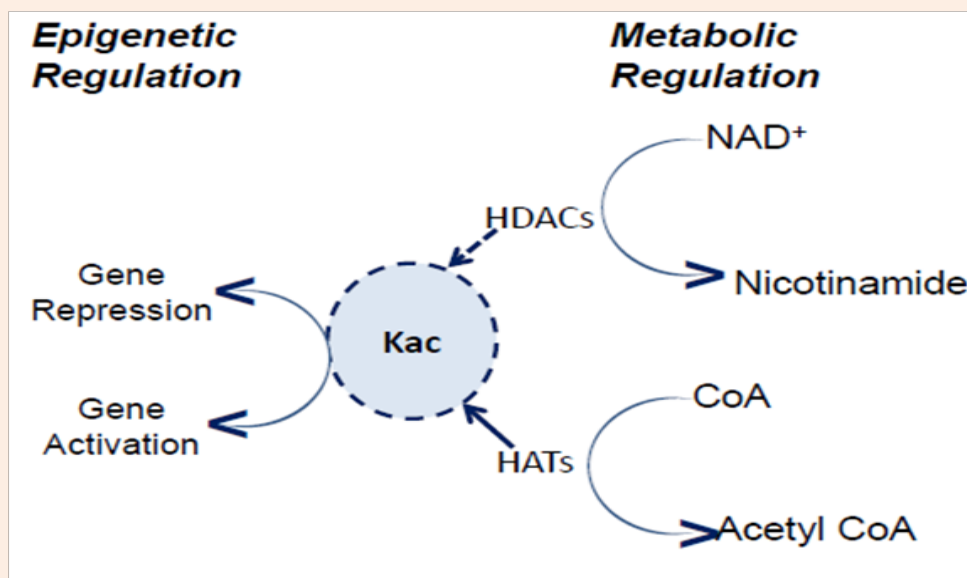 Epigenetic
Regulation
Metabolic
Regulation
NAD⁺
HDACs
Nicotinamide
Gene
Repression
Kac
Gene
Activation
CoA
HATs
Acetyl CoA